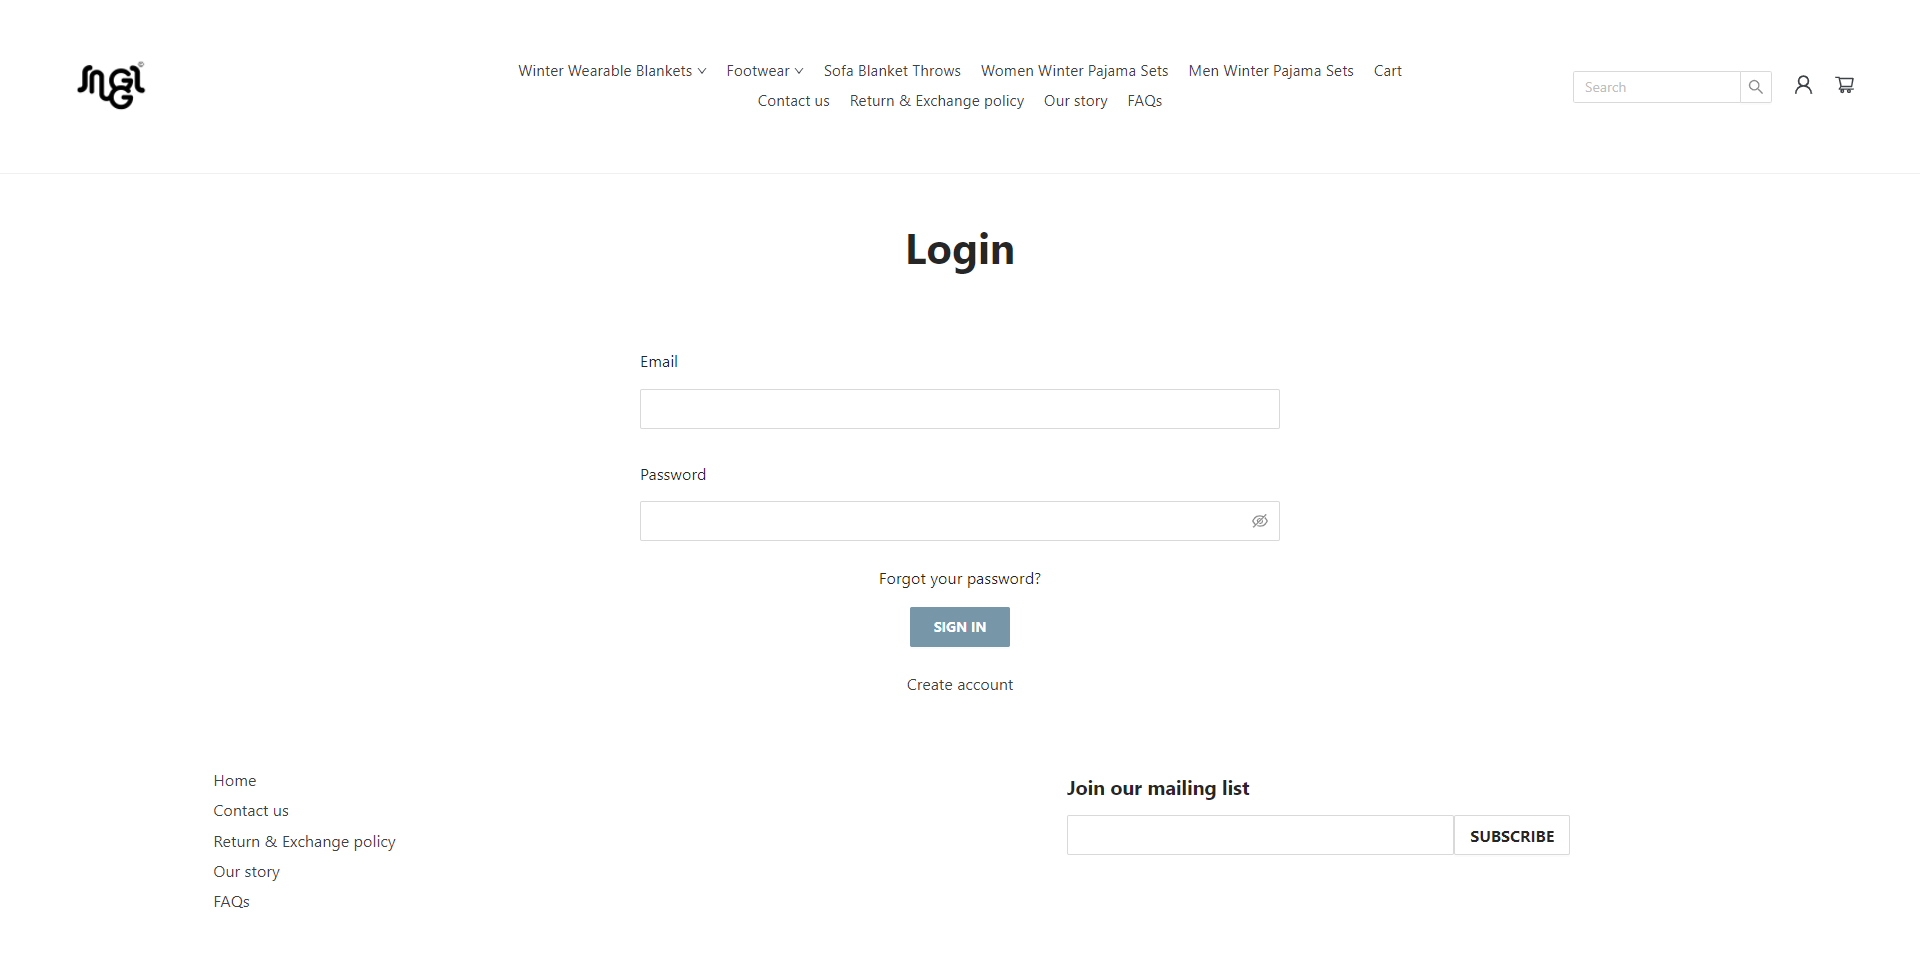 SnuGGl©
Winter Wearable Blankets Footwear Sofa Blanket Throws Women Winter Pajama Sets Men Winter Pajama Sets Cart
Contact us Return & Exchange policy Our story FAQs
Search
Login
Email
Password
Forgot your password?
SIGN IN
Create account
Home
Contact us
Return & Exchange policy
Our story
FAQs
Join our mailing list
SUBSCRIBE